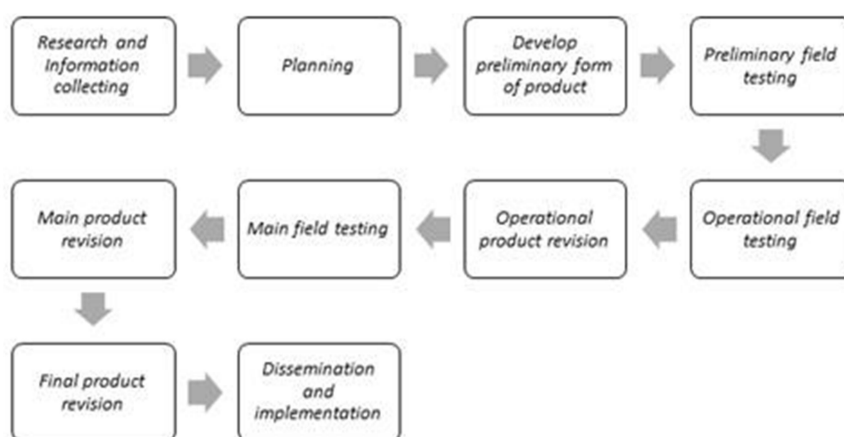 Research and
Information
collecting
Planning
Develop
preliminary form
of product
Preliminary field
testing
Operational field
testing
Operational
product revision
Main field testing
Main product
revision
Final product
revision
Dissemination
and
implementation